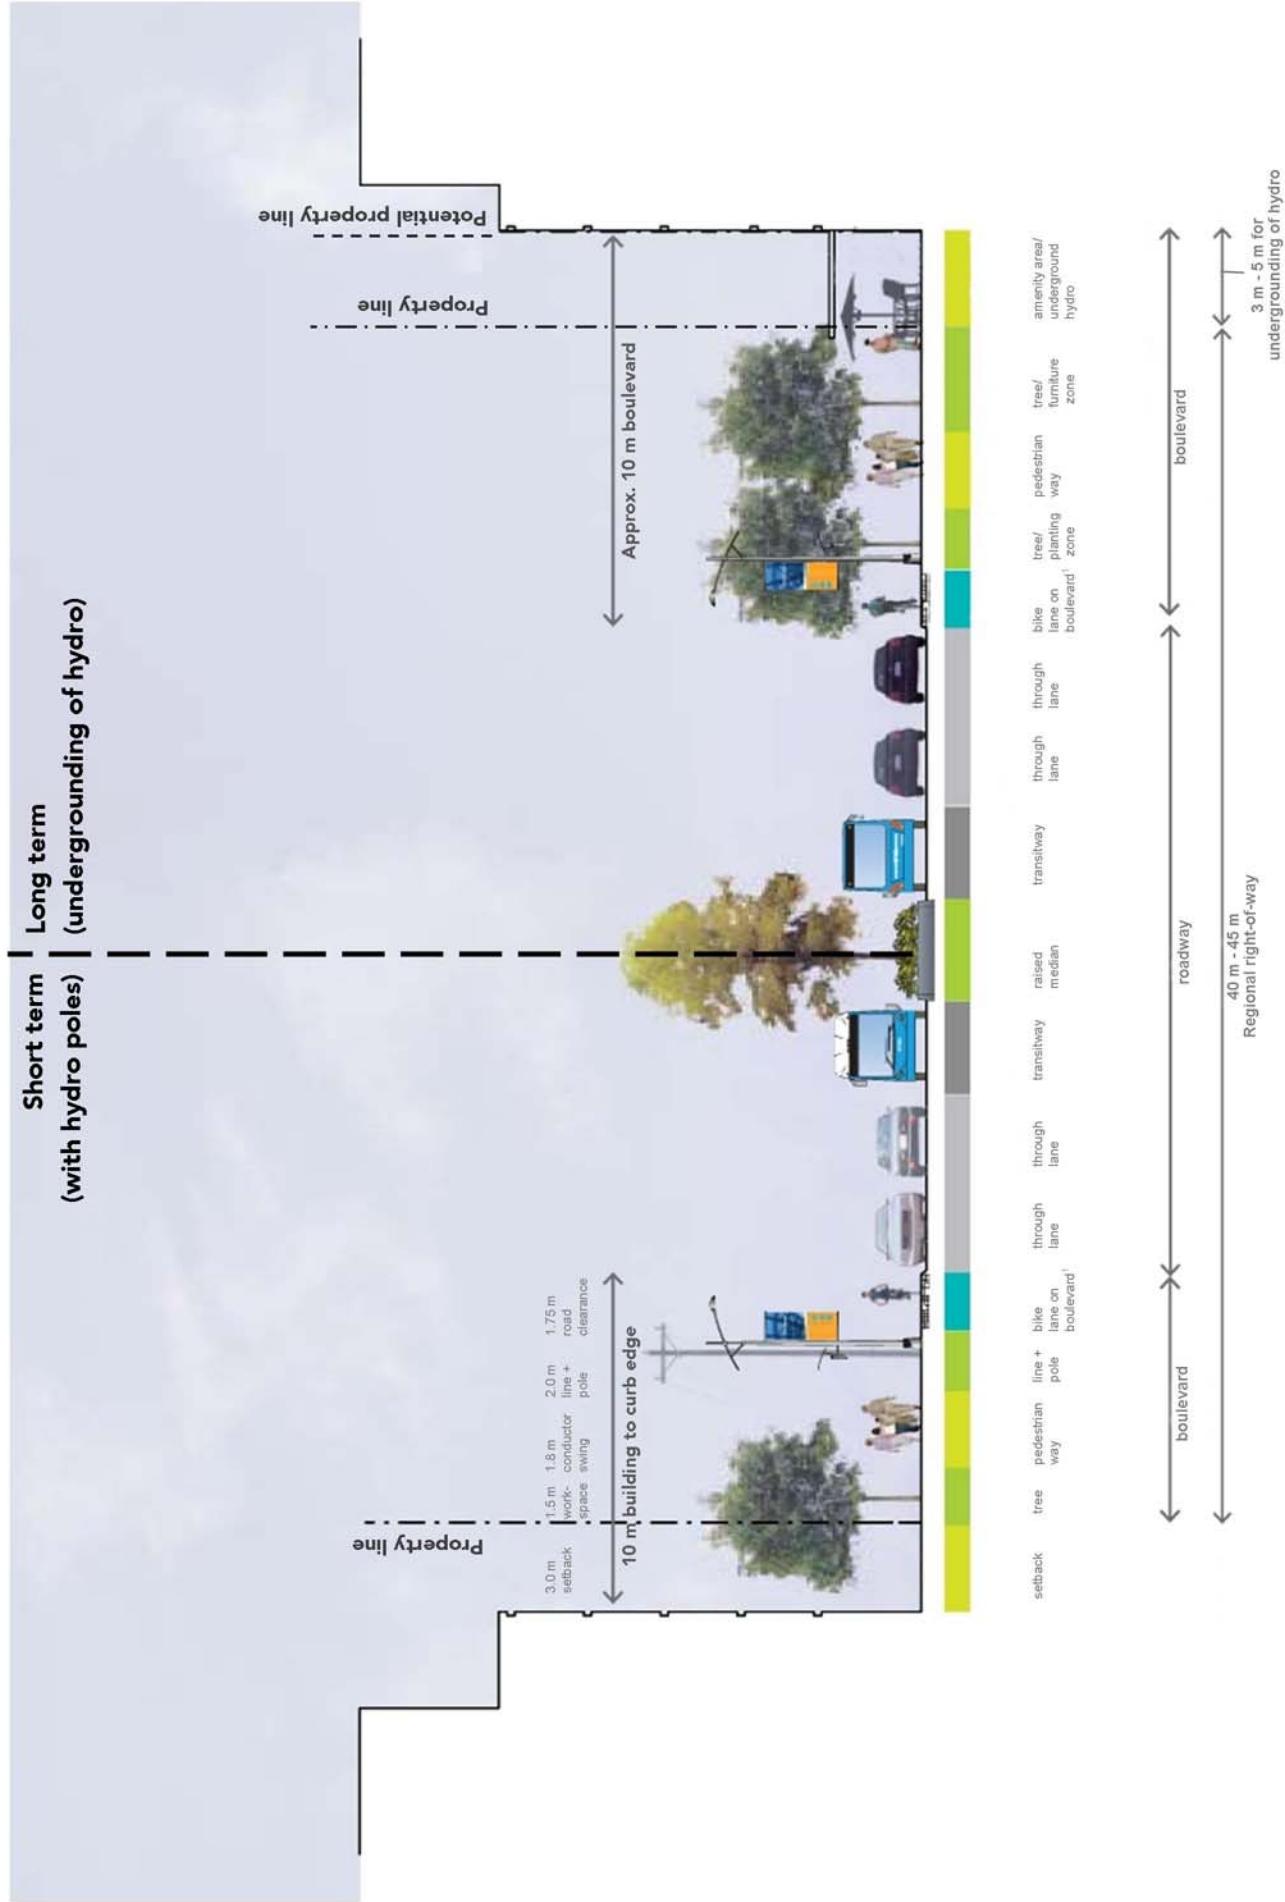 Short term
(with hydro poles)
Long term
(undergrounding of hydro)
Property line
Property line
Potential property line
3.0 m
setback
1.5 m
work-
space
1.8 m
conductor
swing
2.0 m
line +
pole
1.75 m
road
clearance
10 m building to curb edge
Approx. 10 m boulevard
setback
tree
pedestrian
way
line +
pole
bike
lane on
boulevard¹
through
lane
through
lane
transitway
raised
median
transitway
through
lane
through
lane
bike
lane on
boulevard¹
tree/
planting
zone
pedestrian
way
tree/
furniture
zone
amenity area/
underground
hydro
boulevard
roadway
boulevard
40 m - 45 m
Regional right-of-way
3 m - 5 m for
undergrounding of hydro